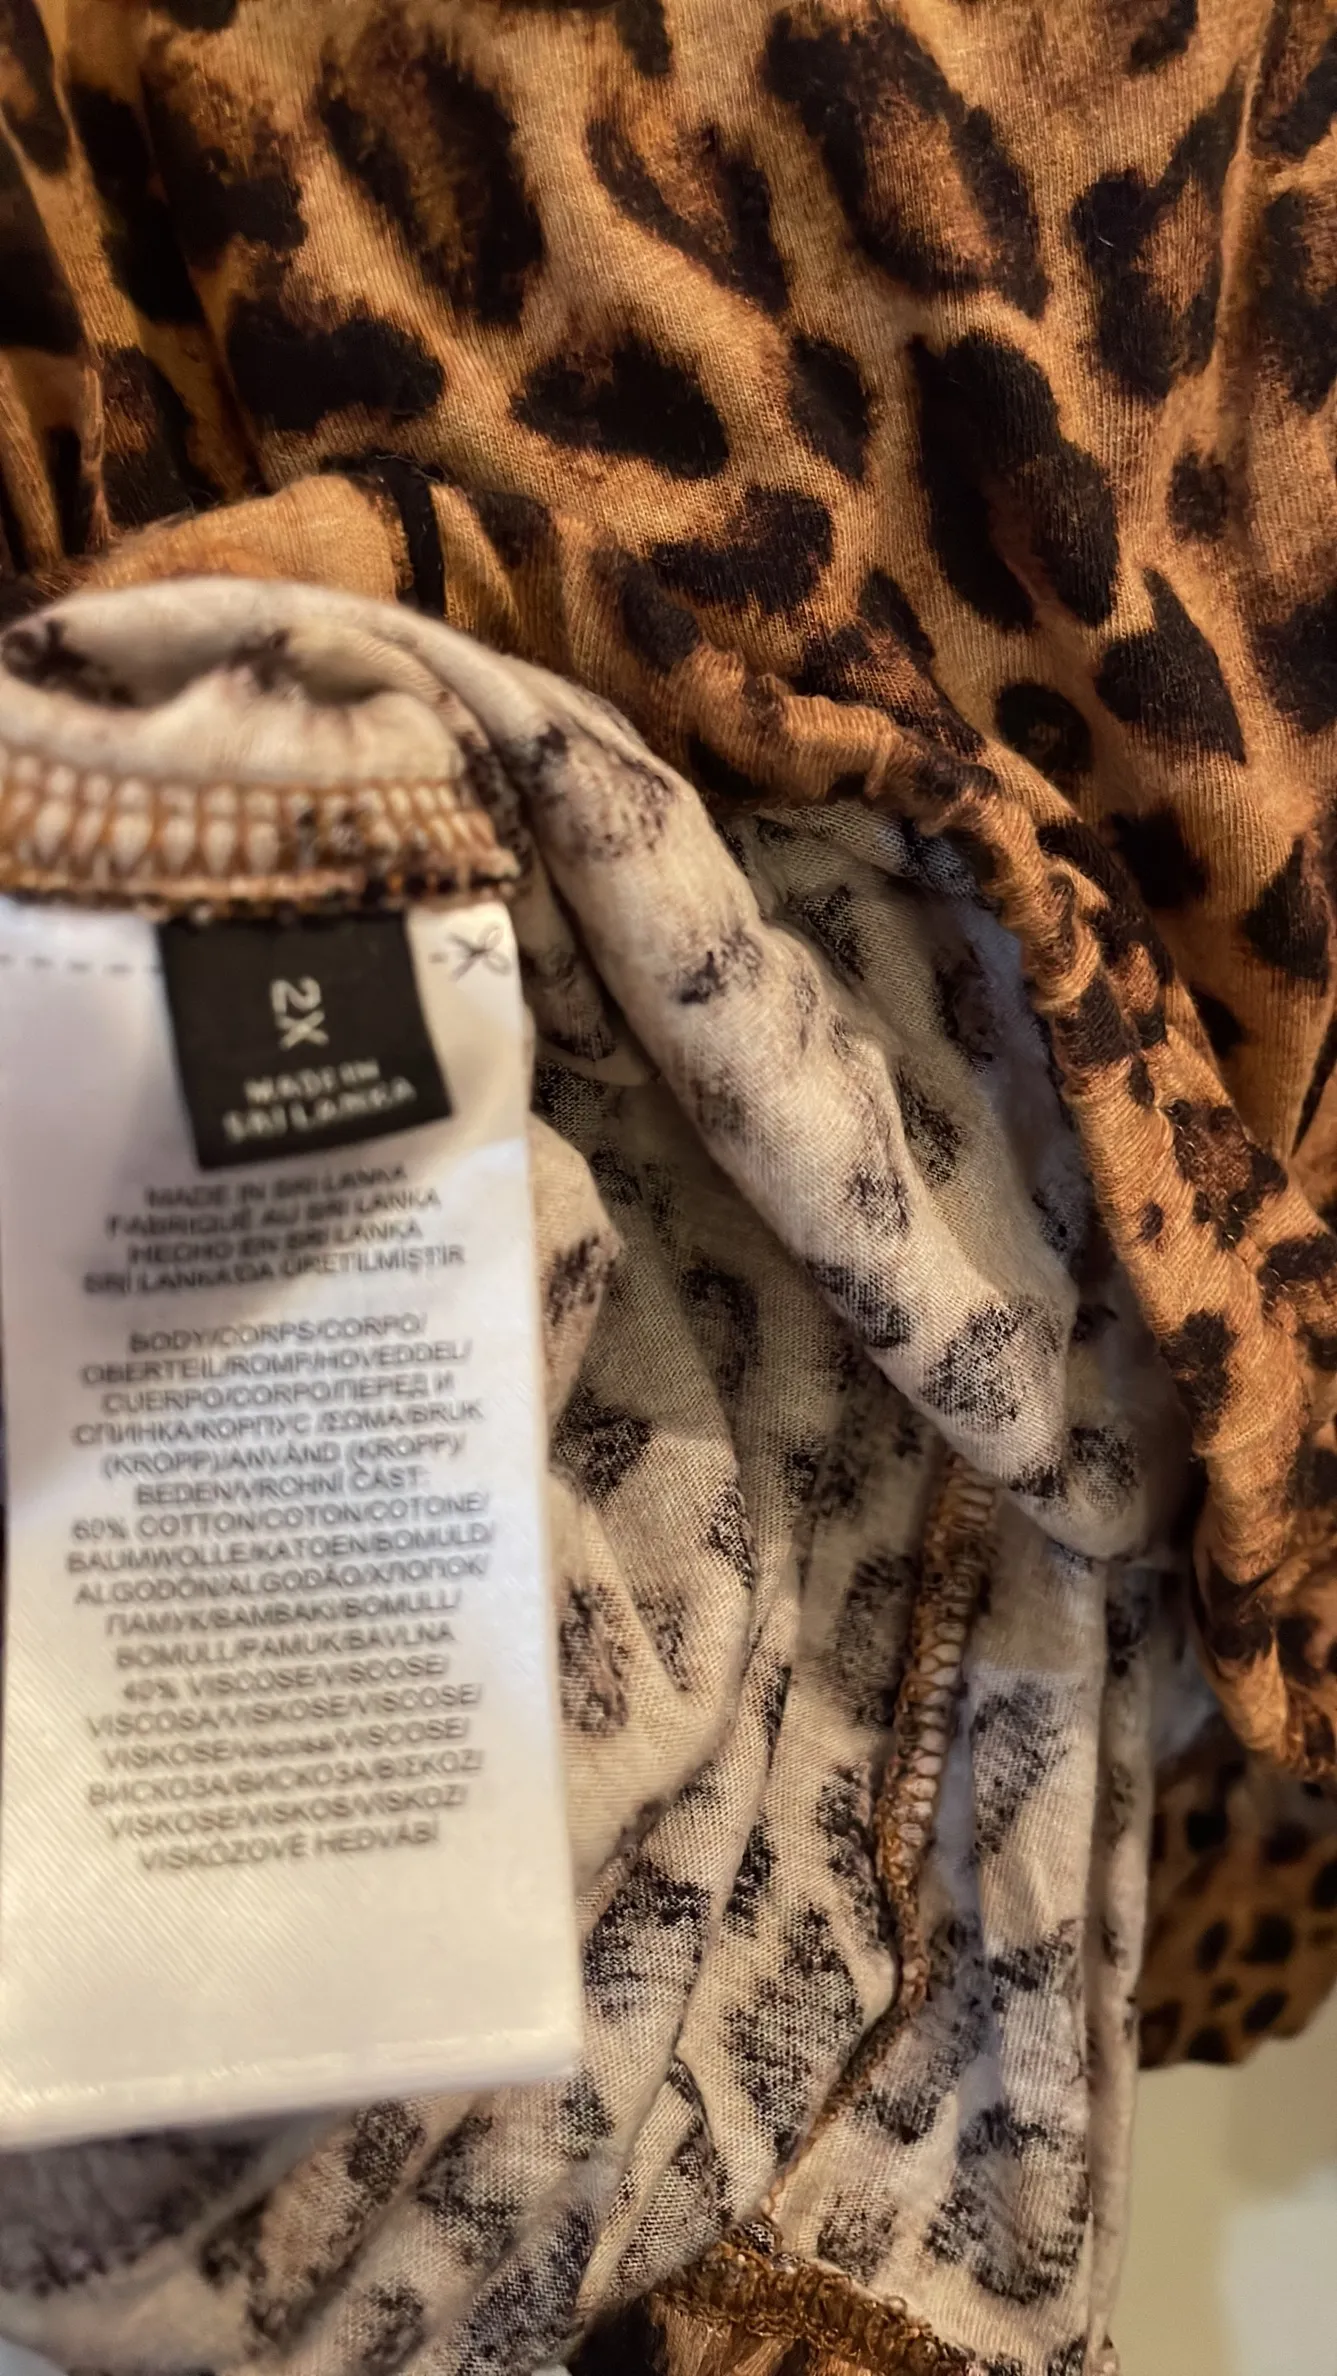 2X
MADE IN
SRI LANKA
MADE IN SRI LANKA
FABRIQUÉ AU SRI LANKA
HECHO EN SRI LANKA
SRİ LANKA'DA ÜRETİLMİŞTİR
BODY/CORPS/CORPO/
OBERTEIL/ROMP/HOVEDDEL/
CUERPO/CORPO/ПЕРЕД И
СПИНКА/КОРПУС /ΣΩΜΑ/BRUK
(KROPP)/ANVÄND (KROPP)/
BEDEN/VRCHNÍ ČÁST:
60% COTTON/COTON/COTONE/
BAUMWOLLE/KATOEN/BOMULD/
ALGODÓN/ALGODÃO/ХЛОПОК/
ПАМУК/ΒΑΜΒΑΚΙ/BOMULL/
BOMULL/PAMUK/BAVLNA
40% VISCOSE/VISCOSE/
VISCOSA/VISKOSE/VISCOSE/
VISKOSE/viscosa/VISCOSE/
ВИСКОЗА/ВИСКОЗА/ΒΙΣΚΟΖ/
VISKOSE/VISKOS/VISKOZ/
VISKÓZOVÉ HEDVÁBÍ